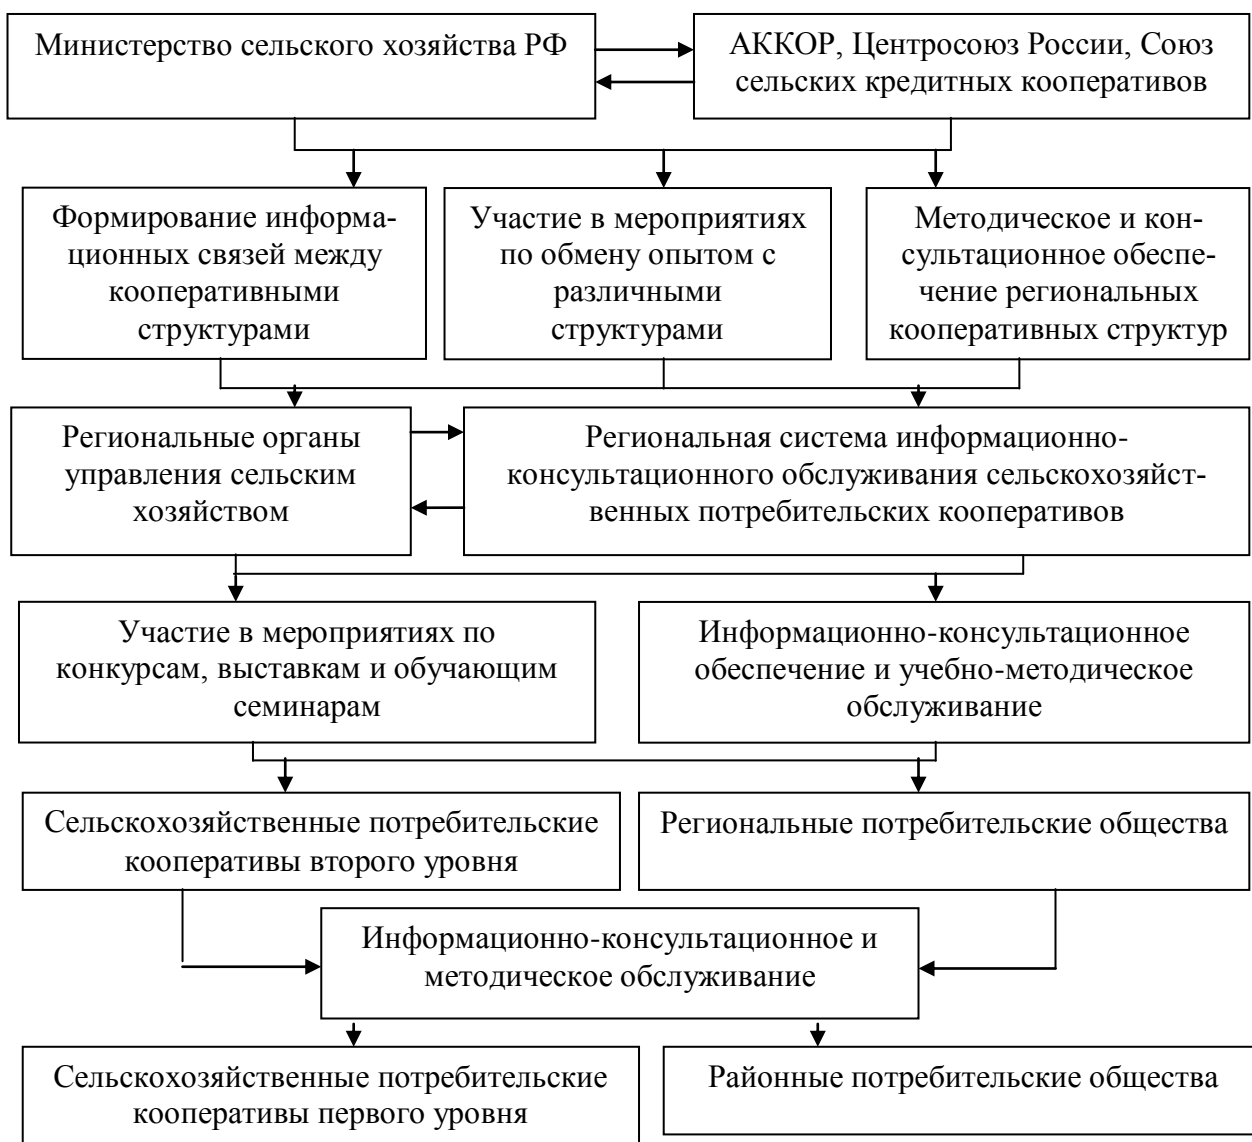 Министерство сельского хозяйства РФ
АККОР, Центросоюз России, Союз
сельских кредитных кооперативов
Формирование информа-
ционных связей между
кооперативными
структурами
Участие в мероприятиях
по обмену опытом с
различными
структурами
Методическое и кон-
сультационное обеспе-
чение региональных
кооперативных структур
Региональные органы
управления сельским
хозяйством
Региональная система информационно-
консультационного обслуживания сельскохозяйст-
венных потребительских кооперативов
Участие в мероприятиях по
конкурсам, выставкам и обучающим
семинарам
Информационно-консультационное
обеспечение и учебно-методическое
обслуживание
Сельскохозяйственные потребительские
кооперативы второго уровня
Региональные потребительские общества
Информационно-консультационное и
методическое обслуживание
Сельскохозяйственные потребительские
кооперативы первого уровня
Районные потребительские общества